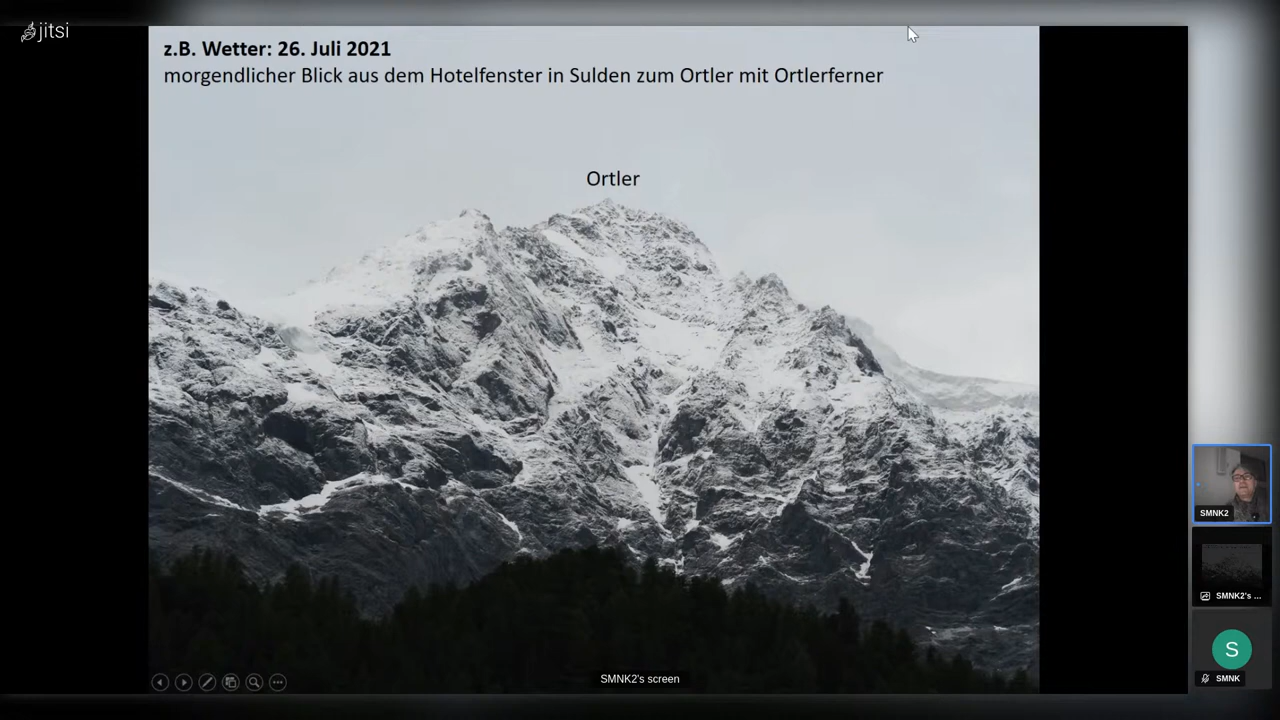 jitsi
z.B. Wetter: 26. Juli 2021
morgendlicher Blick aus dem Hotelfenster in Sulden zum Ortler mit Ortlerferner
Ortler
SMNK2
SMNK2's ...
S
SMNK
SMNK2's screen